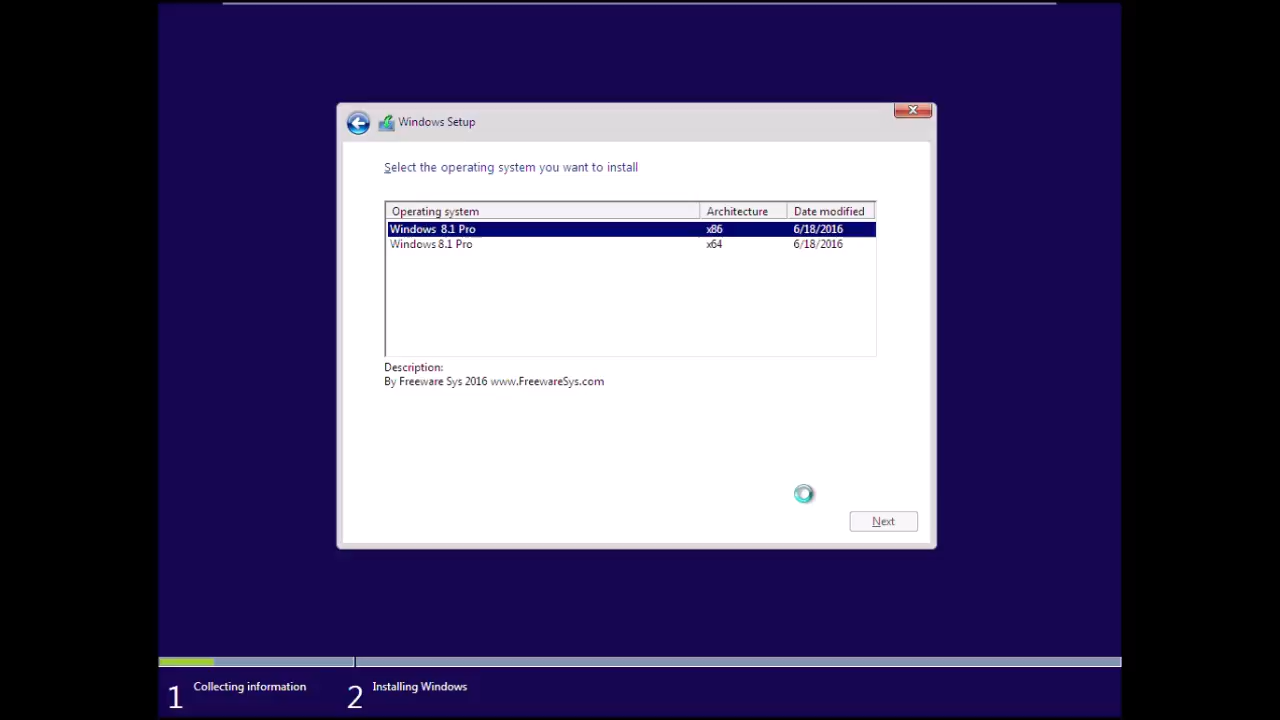 Windows Setup
Select the operating system you want to install
Operating system Architecture Date modified
Windows 8.1 Pro x86 6/18/2016
Windows 8.1 Pro x64 6/18/2016
Description:
By Freeware Sys 2016 www.FreewareSys.com
Next
1 Collecting information 2 Installing Windows